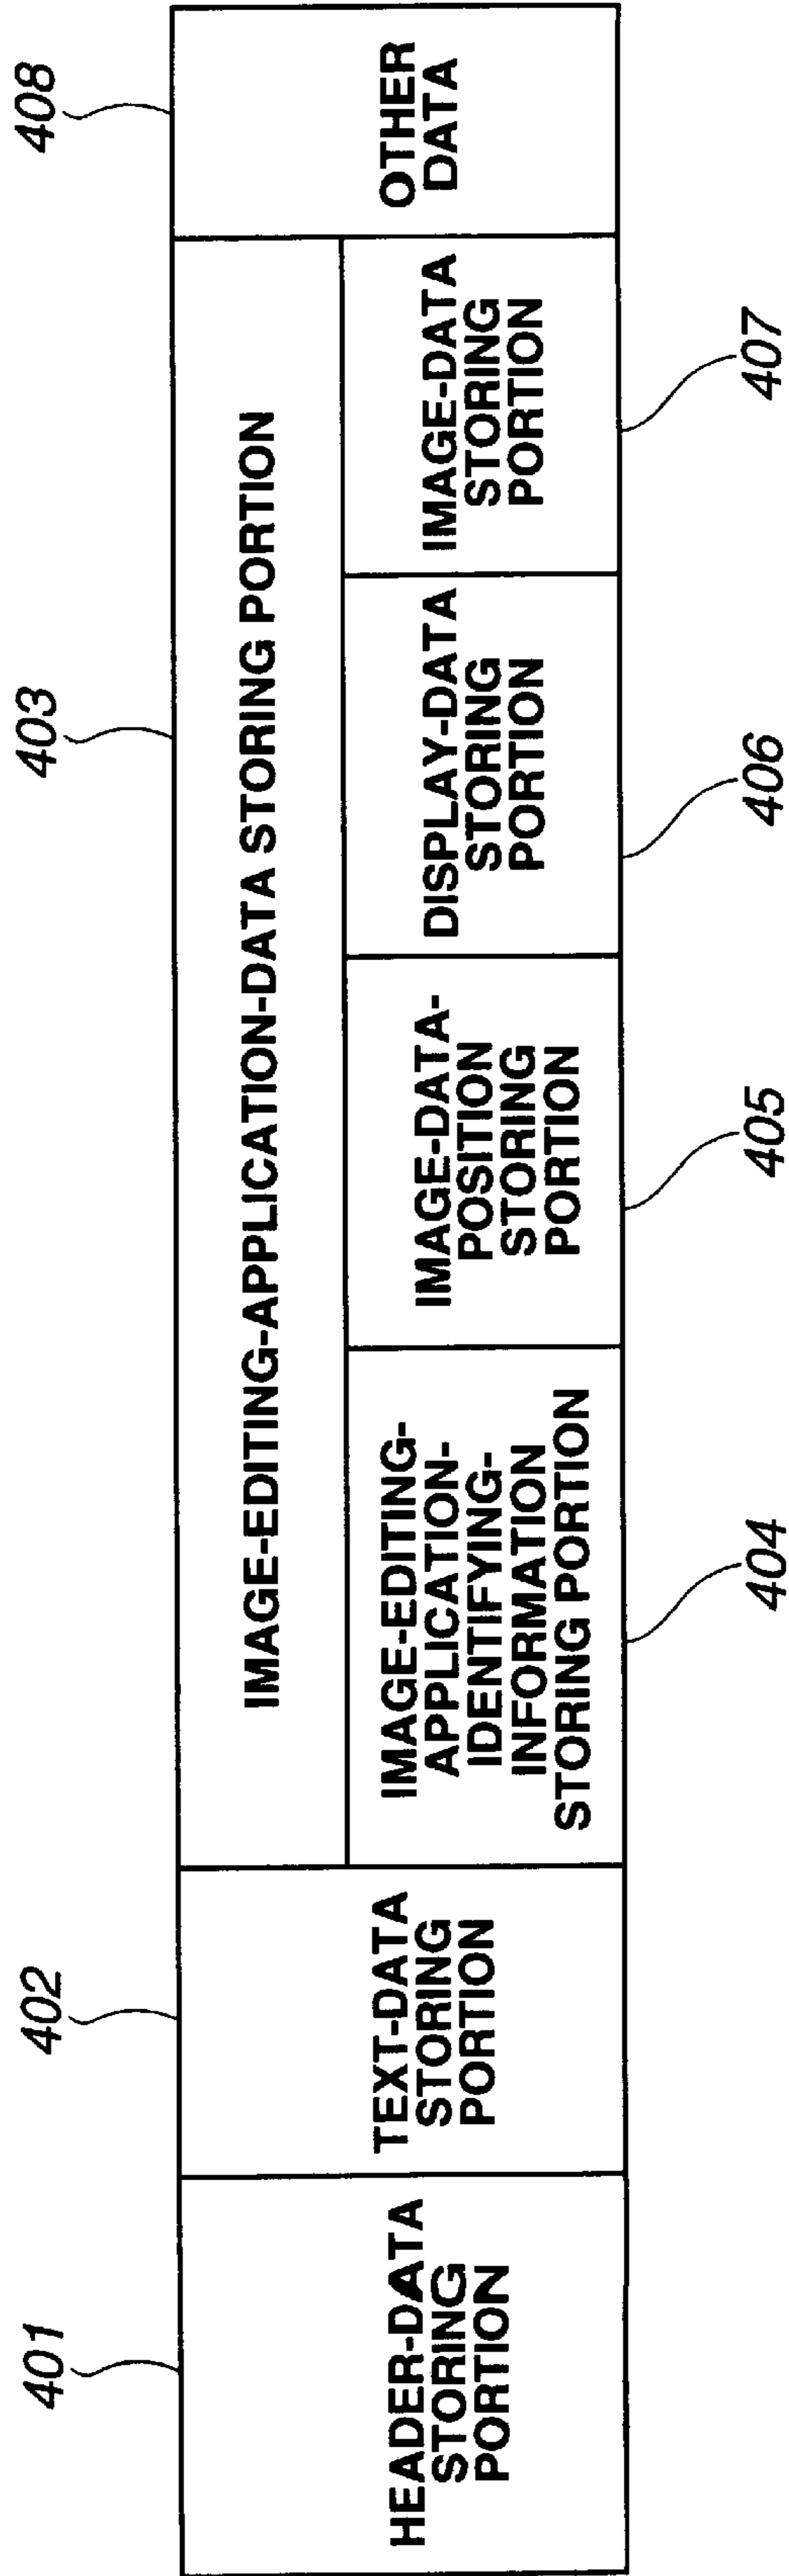 401
HEADER-DATA
STORING
PORTION
402
TEXT-DATA
STORING
PORTION
403
IMAGE-EDITING-APPLICATION-DATA STORING PORTION
IMAGE-EDITING-
APPLICATION-
IDENTIFYING-
INFORMATION
STORING PORTION
404
IMAGE-DATA-
POSITION
STORING
PORTION
405
DISPLAY-DATA
STORING
PORTION
406
IMAGE-DATA
STORING
PORTION
407
408
OTHER
DATA